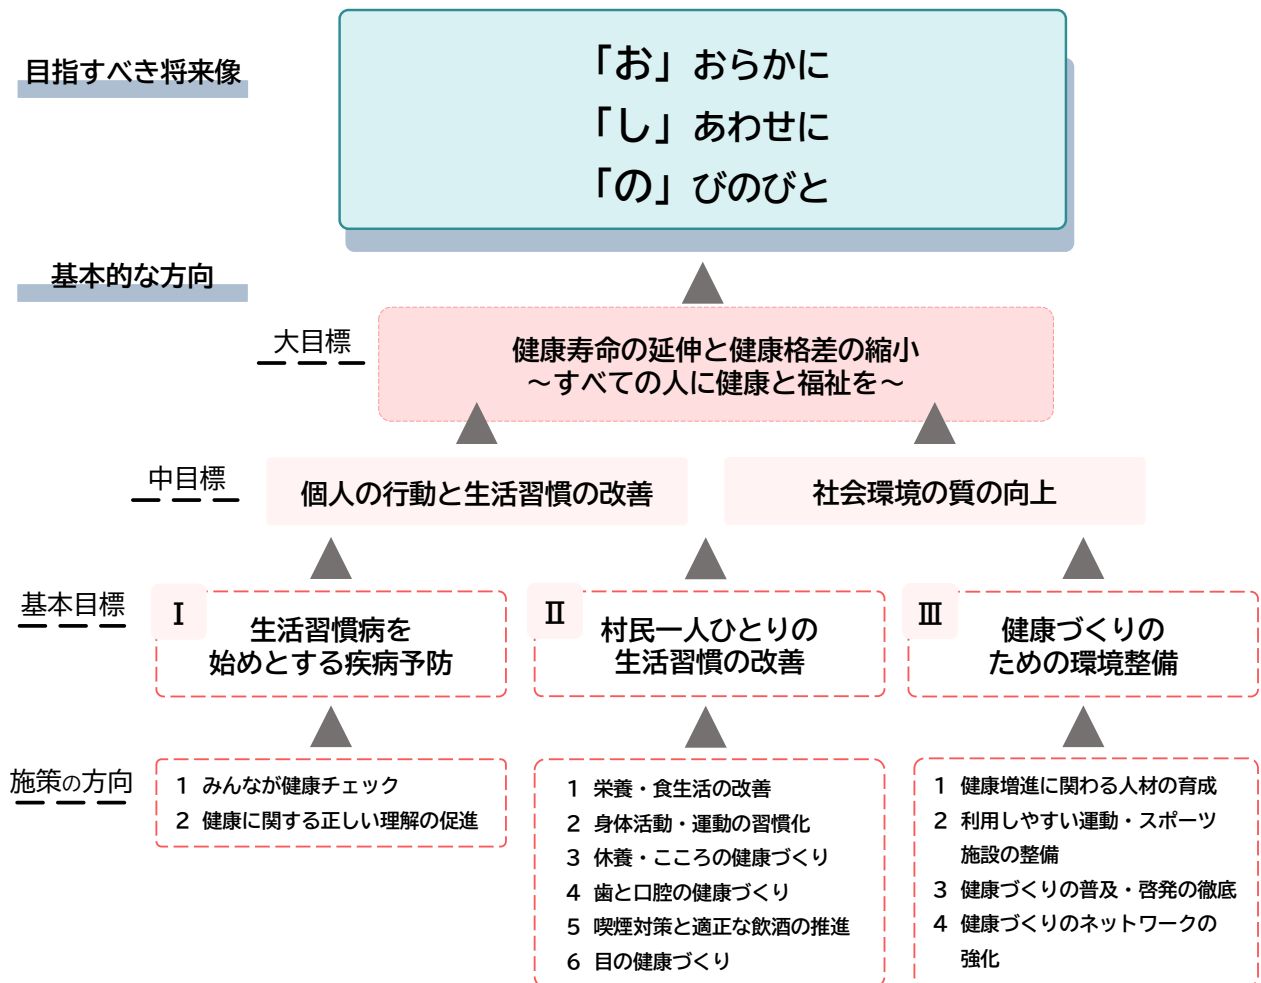 目指すべき将来像
「お」おらかに
「し」あわせに
「の」びのびと
基本的な方向
大目標
健康寿命の延伸と健康格差の縮小
～すべての人に健康と福祉を～
中目標
個人の行動と生活習慣の改善
社会環境の質の向上
基本目標
Ⅰ
生活習慣病を
始めとする疾病予防
Ⅱ
村民一人ひとりの
生活習慣の改善
Ⅲ
健康づくりの
ための環境整備
施策の方向
1 みんなが健康チェック
2 健康に関する正しい理解の促進
1 栄養・食生活の改善
2 身体活動・運動の習慣化
3 休養・こころの健康づくり
4 歯と口腔の健康づくり
5 喫煙対策と適正な飲酒の推進
6 目の健康づくり
1 健康増進に関わる人材の育成
2 利用しやすい運動・スポーツ
施設の整備
3 健康づくりの普及・啓発の徹底
4 健康づくりのネットワークの
強化